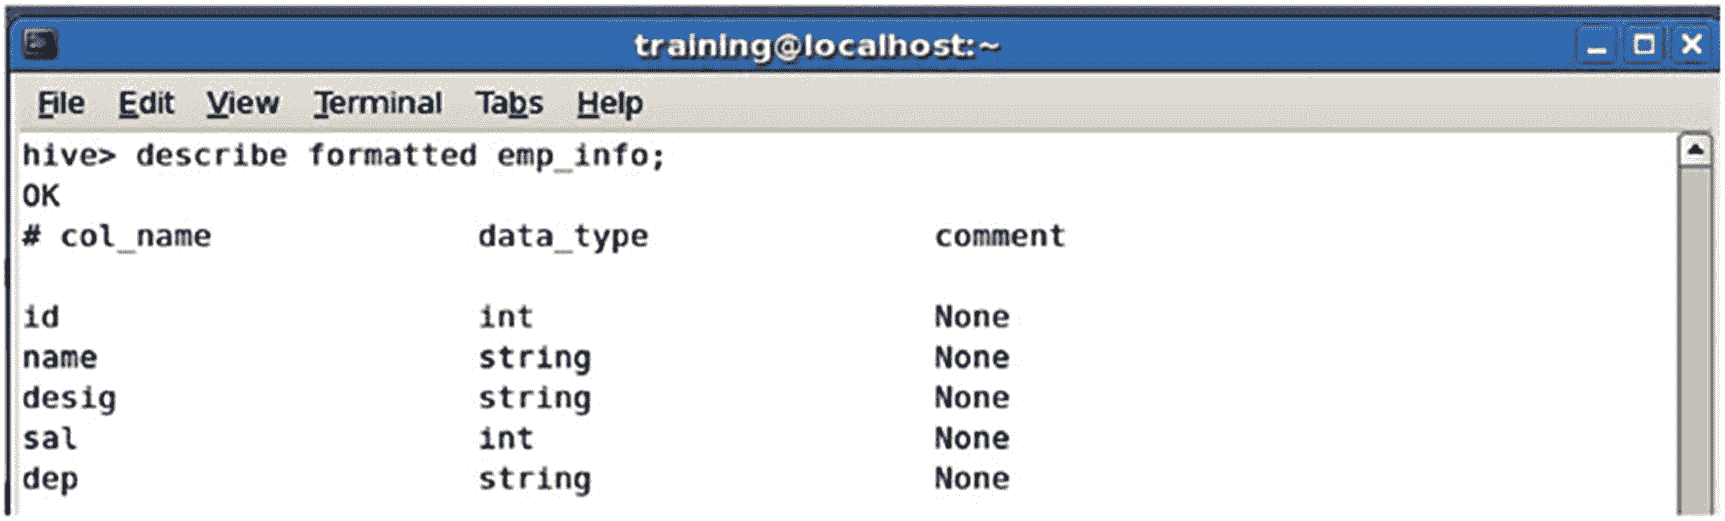 training@localhost:~
File Edit View Terminal Tabs Help
hive> describe formatted emp_info;
OK
# col_name data_type comment
id int None
name string None
desig string None
sal int None
dep string None